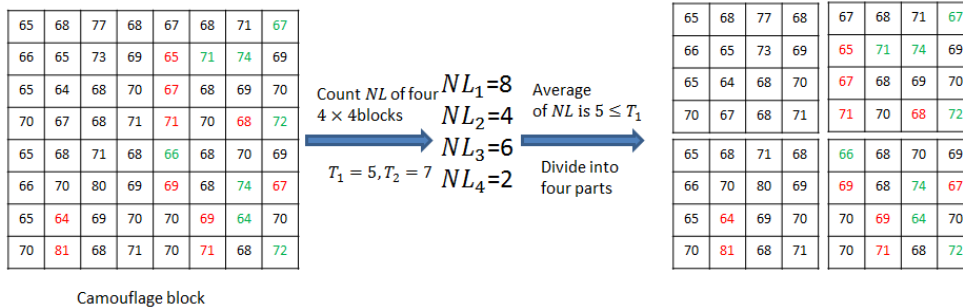 65 68 77 68 67 68 71 67
66 65 73 69 65 71 74 69
65 64 68 70 67 68 69 70
70 67 68 71 71 70 68 72
65 68 71 68 66 68 70 69
66 70 80 69 69 68 74 67
65 64 69 70 70 69 64 70
70 81 68 71 70 71 68 72
Camouflage block
Count NL of four
4 × 4blocks
T₁ = 5, T₂ = 7
NL₁=8
NL₂=4
NL₃=6
NL₄=2
Average
of NL is 5 ≤ T₁
Divide into
four parts
65 68 77 68
66 65 73 69
65 64 68 70
70 67 68 71
67 68 71 67
65 71 74 69
67 68 69 70
71 70 68 72
65 68 71 68
66 70 80 69
65 64 69 70
70 81 68 71
66 68 70 69
69 68 74 67
70 69 64 70
70 71 68 72